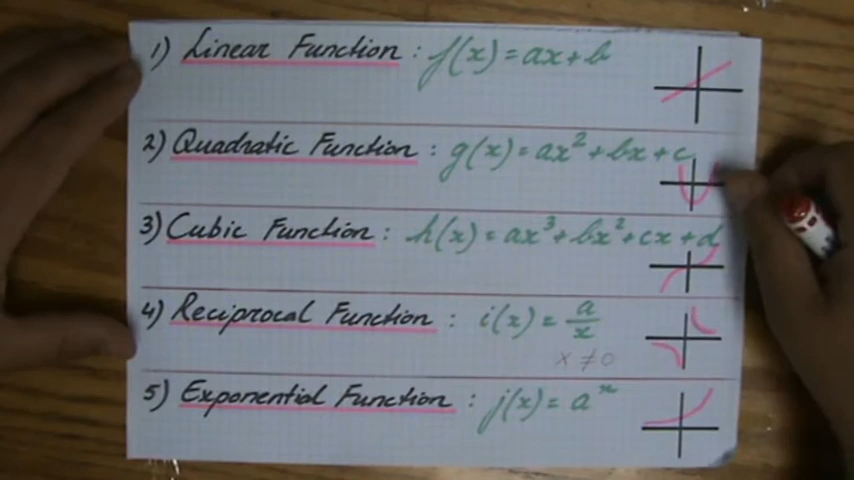 1) Linear Function : f(x) = ax + b
2) Quadratic Function : g(x) = ax² + bx + c
3) Cubic Function : h(x) = ax³ + bx² + cx + d
4) Reciprocal Function : i(x) = a/x
x ≠ 0
5) Exponential Function : j(x) = aˣ